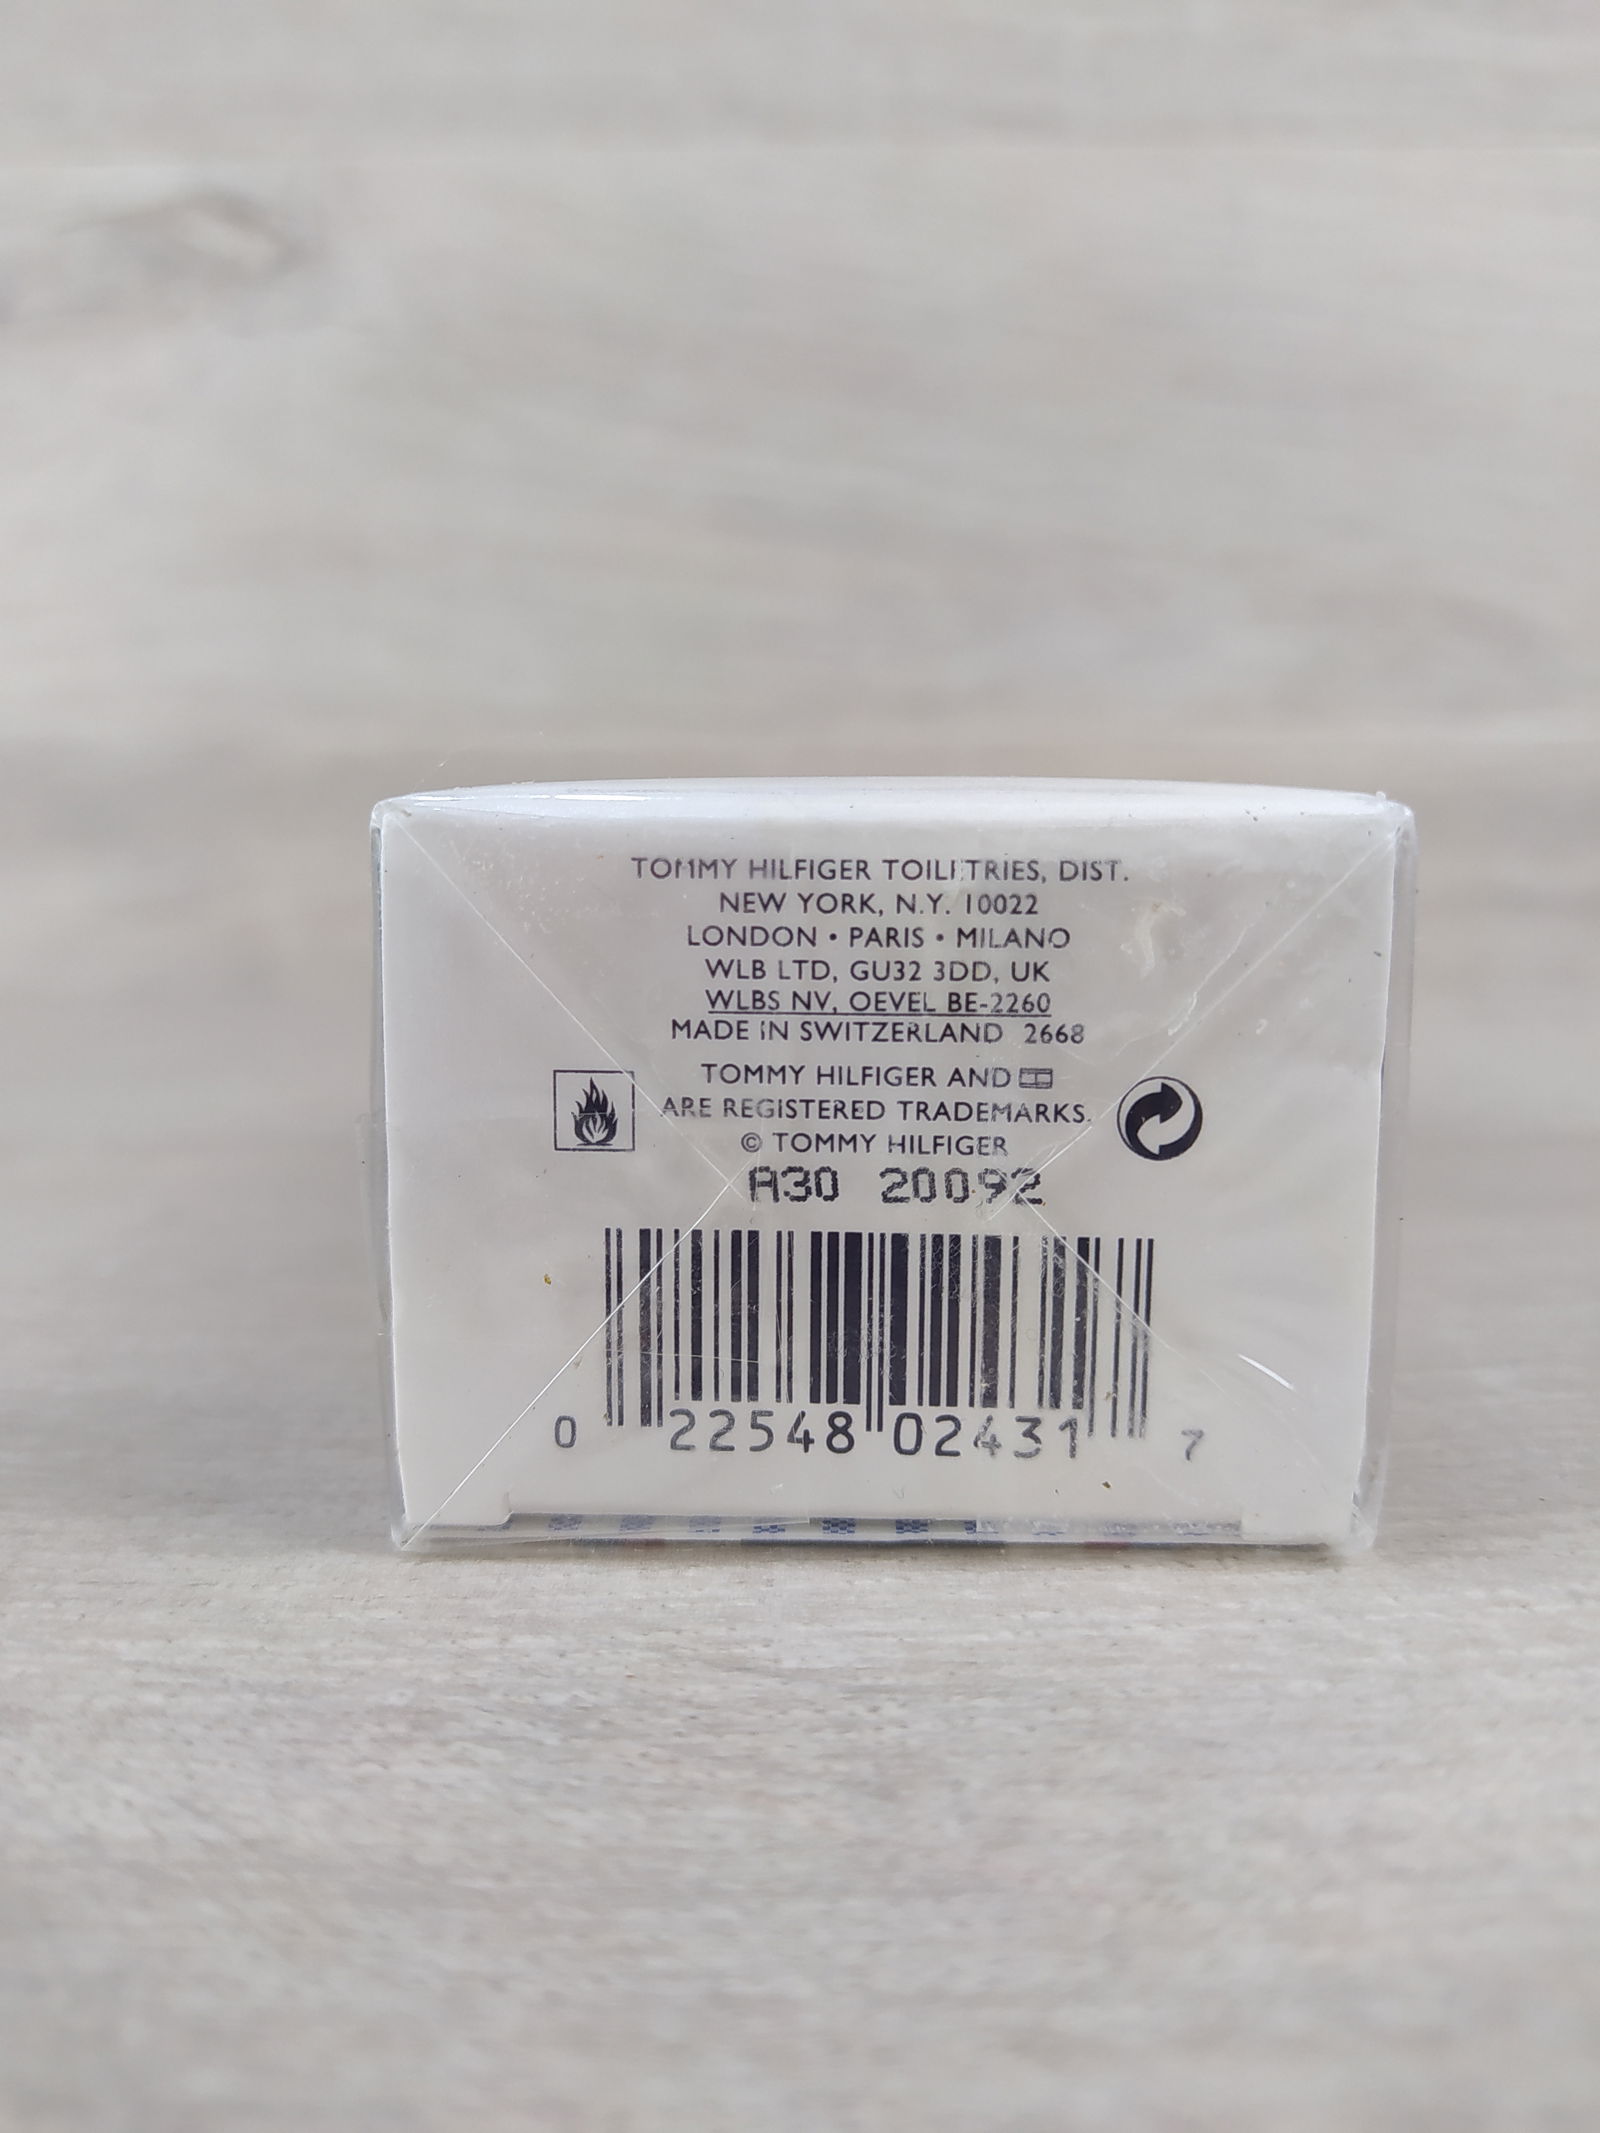 TOMMY HILFIGER TOILETRIES, DIST.
NEW YORK, N.Y. 10022
LONDON • PARIS • MILANO
WLB LTD, GU32 3DD, UK
WLBS NV, OEVEL BE-2260
MADE IN SWITZERLAND 2668
TOMMY HILFIGER AND
ARE REGISTERED TRADEMARKS.
© TOMMY HILFIGER
A30 20092
0 22548 02431 7